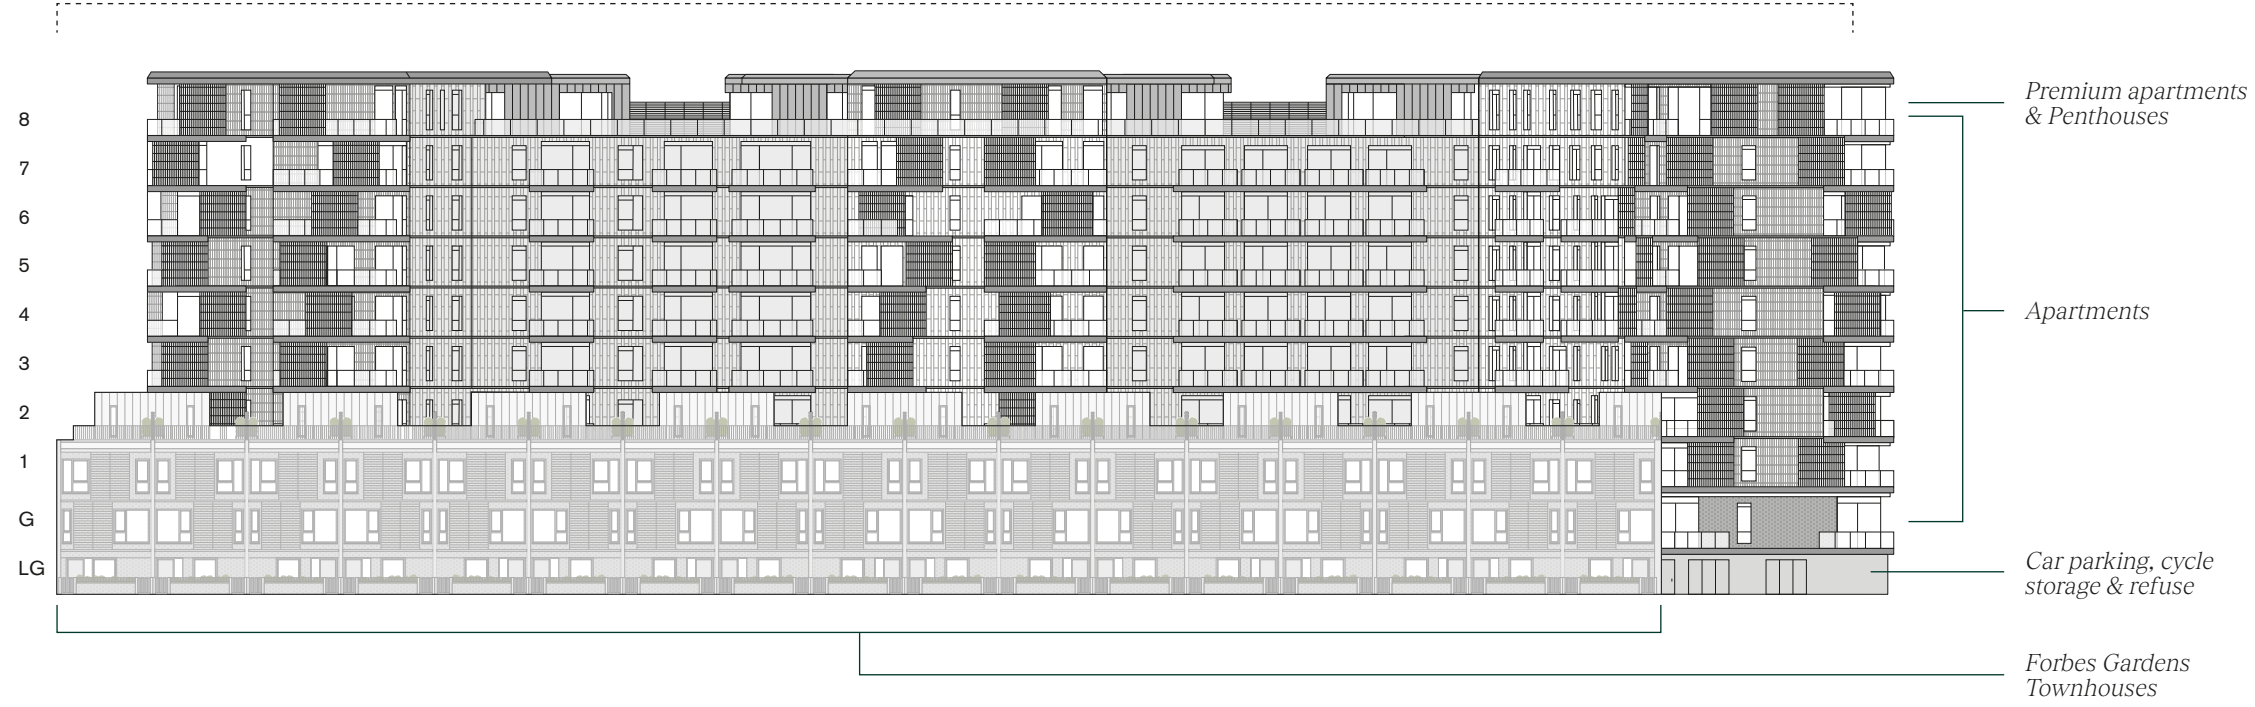 8
7
6
5
4
3
2
1
G
LG
Premium apartments
& Penthouses
Apartments
Car parking, cycle
storage & refuse
Forbes Gardens
Townhouses